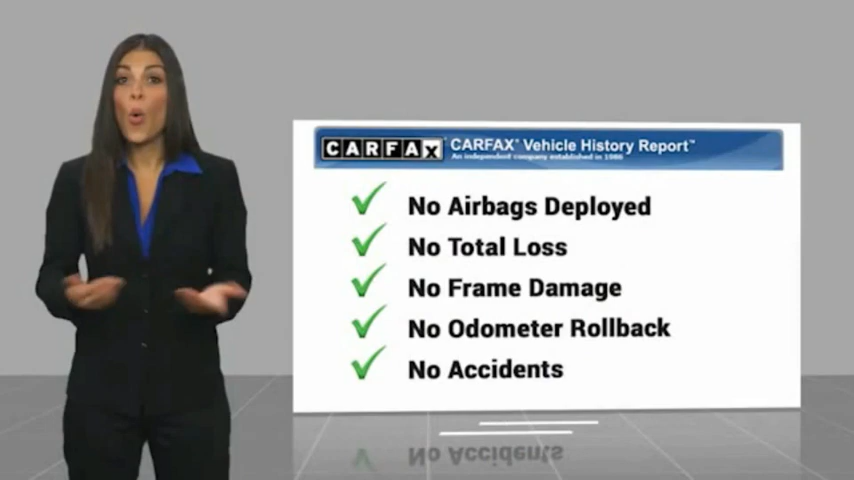 CARFAX CARFAX® Vehicle History Report™
An independent company established in 1986
No Airbags Deployed
No Total Loss
No Frame Damage
No Odometer Rollback
No Accidents
No Accidents